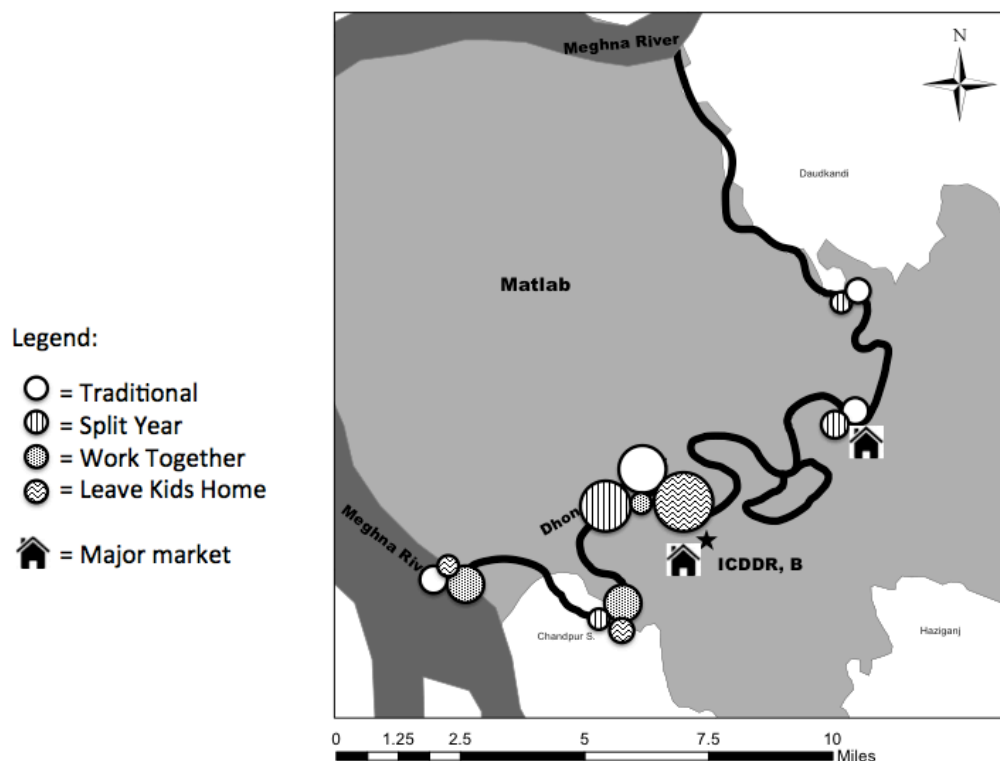 Legend:
= Traditional
= Split Year
= Work Together
= Leave Kids Home
= Major market
Meghna River
N
Daudkandi
Matlab
Dhon
Meghna Riv
ICDDR, B
Chandpur S.
Haziganj
0 1.25 2.5 5 7.5 10
Miles